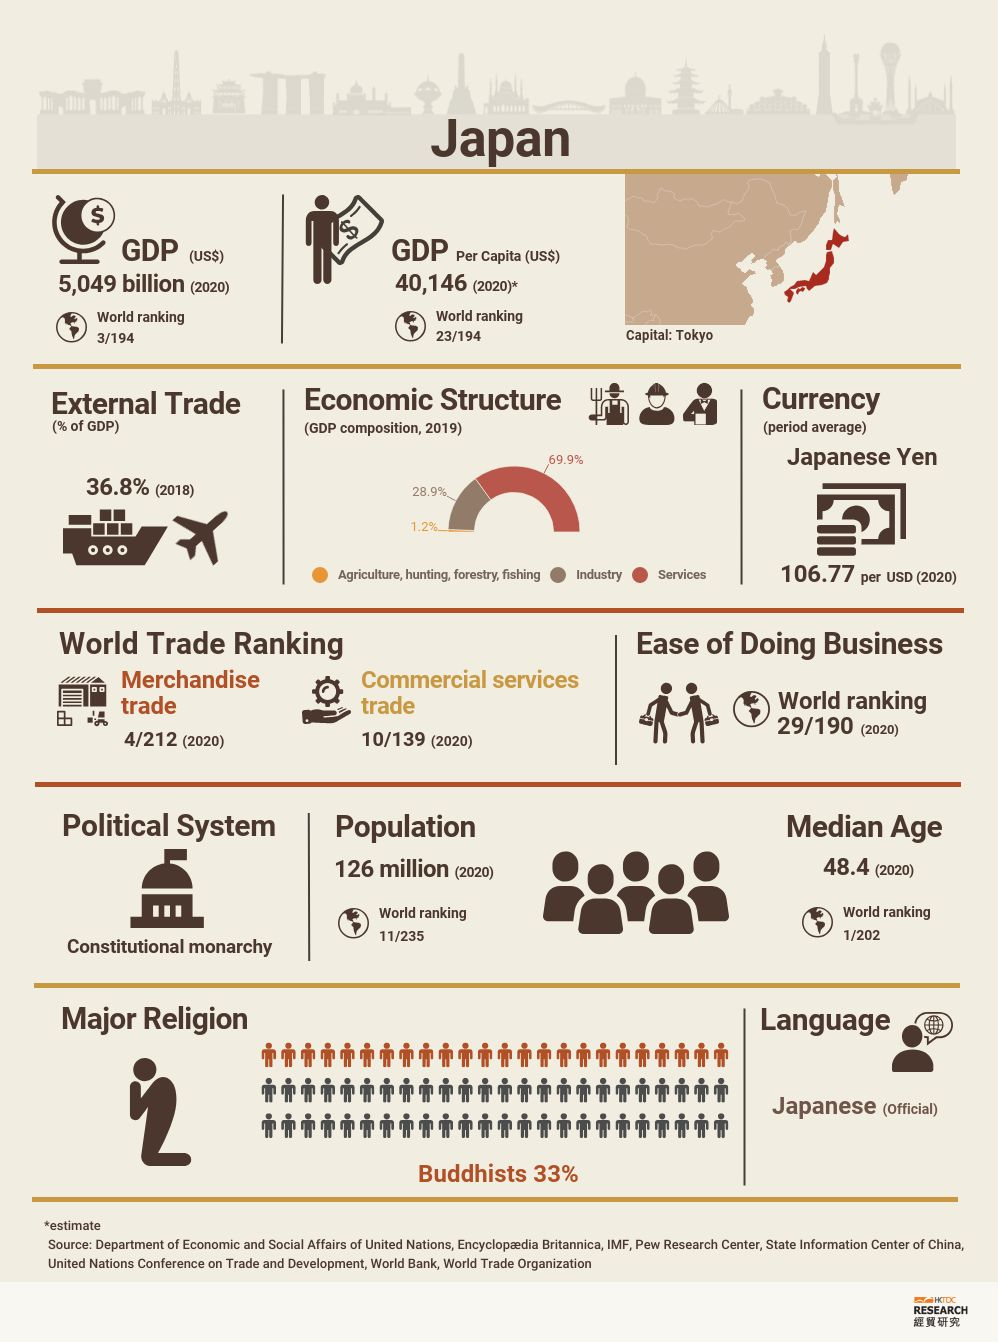 Japan
GDP (US$)
5,049 billion (2020)
World ranking
3/194
GDP Per Capita (US$)
40,146 (2020)*
World ranking
23/194
Capital: Tokyo
External Trade
(% of GDP)
36.8% (2018)
Economic Structure
(GDP composition, 2019)
69.9%
28.9%
1.2%
Agriculture, hunting, forestry, fishing
Industry
Services
Currency
(period average)
Japanese Yen
106.77 per USD (2020)
World Trade Ranking
Merchandise
trade
4/212 (2020)
Commercial services
trade
10/139 (2020)
Ease of Doing Business
World ranking
29/190 (2020)
Political System
Constitutional monarchy
Population
126 million (2020)
World ranking
11/235
Median Age
48.4 (2020)
World ranking
1/202
Major Religion
Buddhists 33%
Language
Japanese (Official)
*estimate
Source: Department of Economic and Social Affairs of United Nations, Encyclopædia Britannica, IMF, Pew Research Center, State Information Center of China,
United Nations Conference on Trade and Development, World Bank, World Trade Organization
HKTDC
RESEARCH
經貿研究